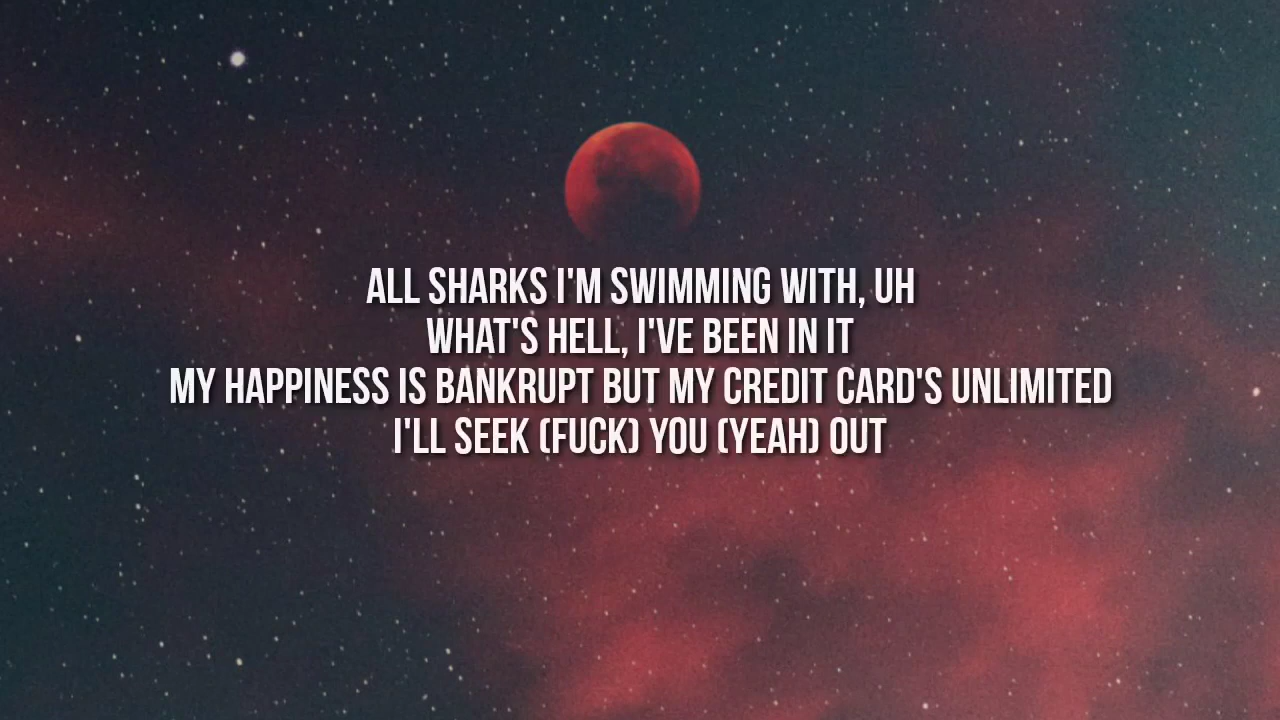 ALL SHARKS I'M SWIMMING WITH, UH
WHAT'S HELL, I'VE BEEN IN IT
MY HAPPINESS IS BANKRUPT BUT MY CREDIT CARD'S UNLIMITED
I'LL SEEK (FUCK) YOU (YEAH) OUT